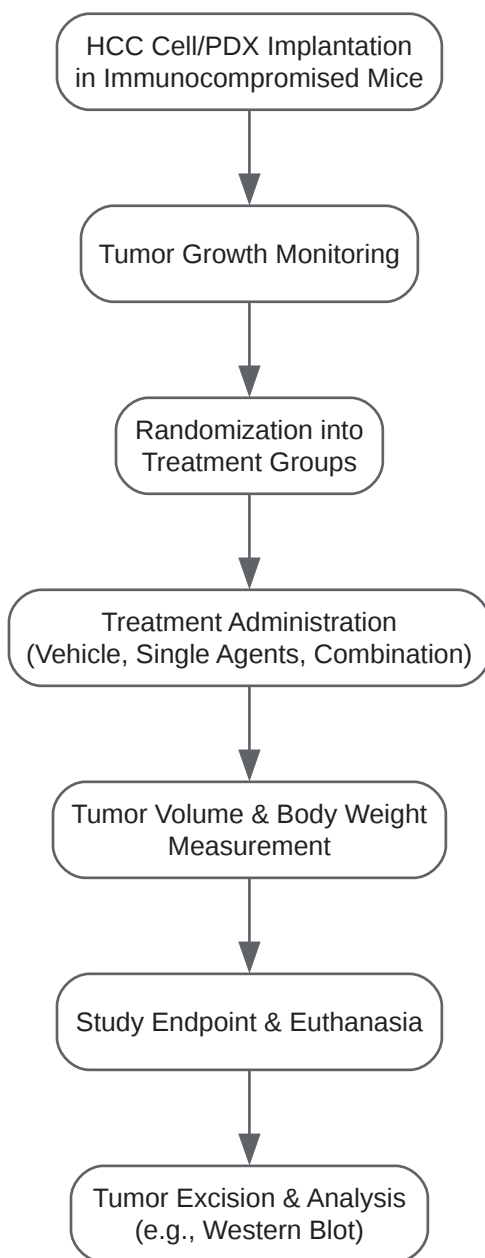 HCC Cell/PDX Implantation
in Immunocompromised Mice
Tumor Growth Monitoring
Randomization into
Treatment Groups
Treatment Administration
(Vehicle, Single Agents, Combination)
Tumor Volume & Body Weight
Measurement
Study Endpoint & Euthanasia
Tumor Excision & Analysis
(e.g., Western Blot)